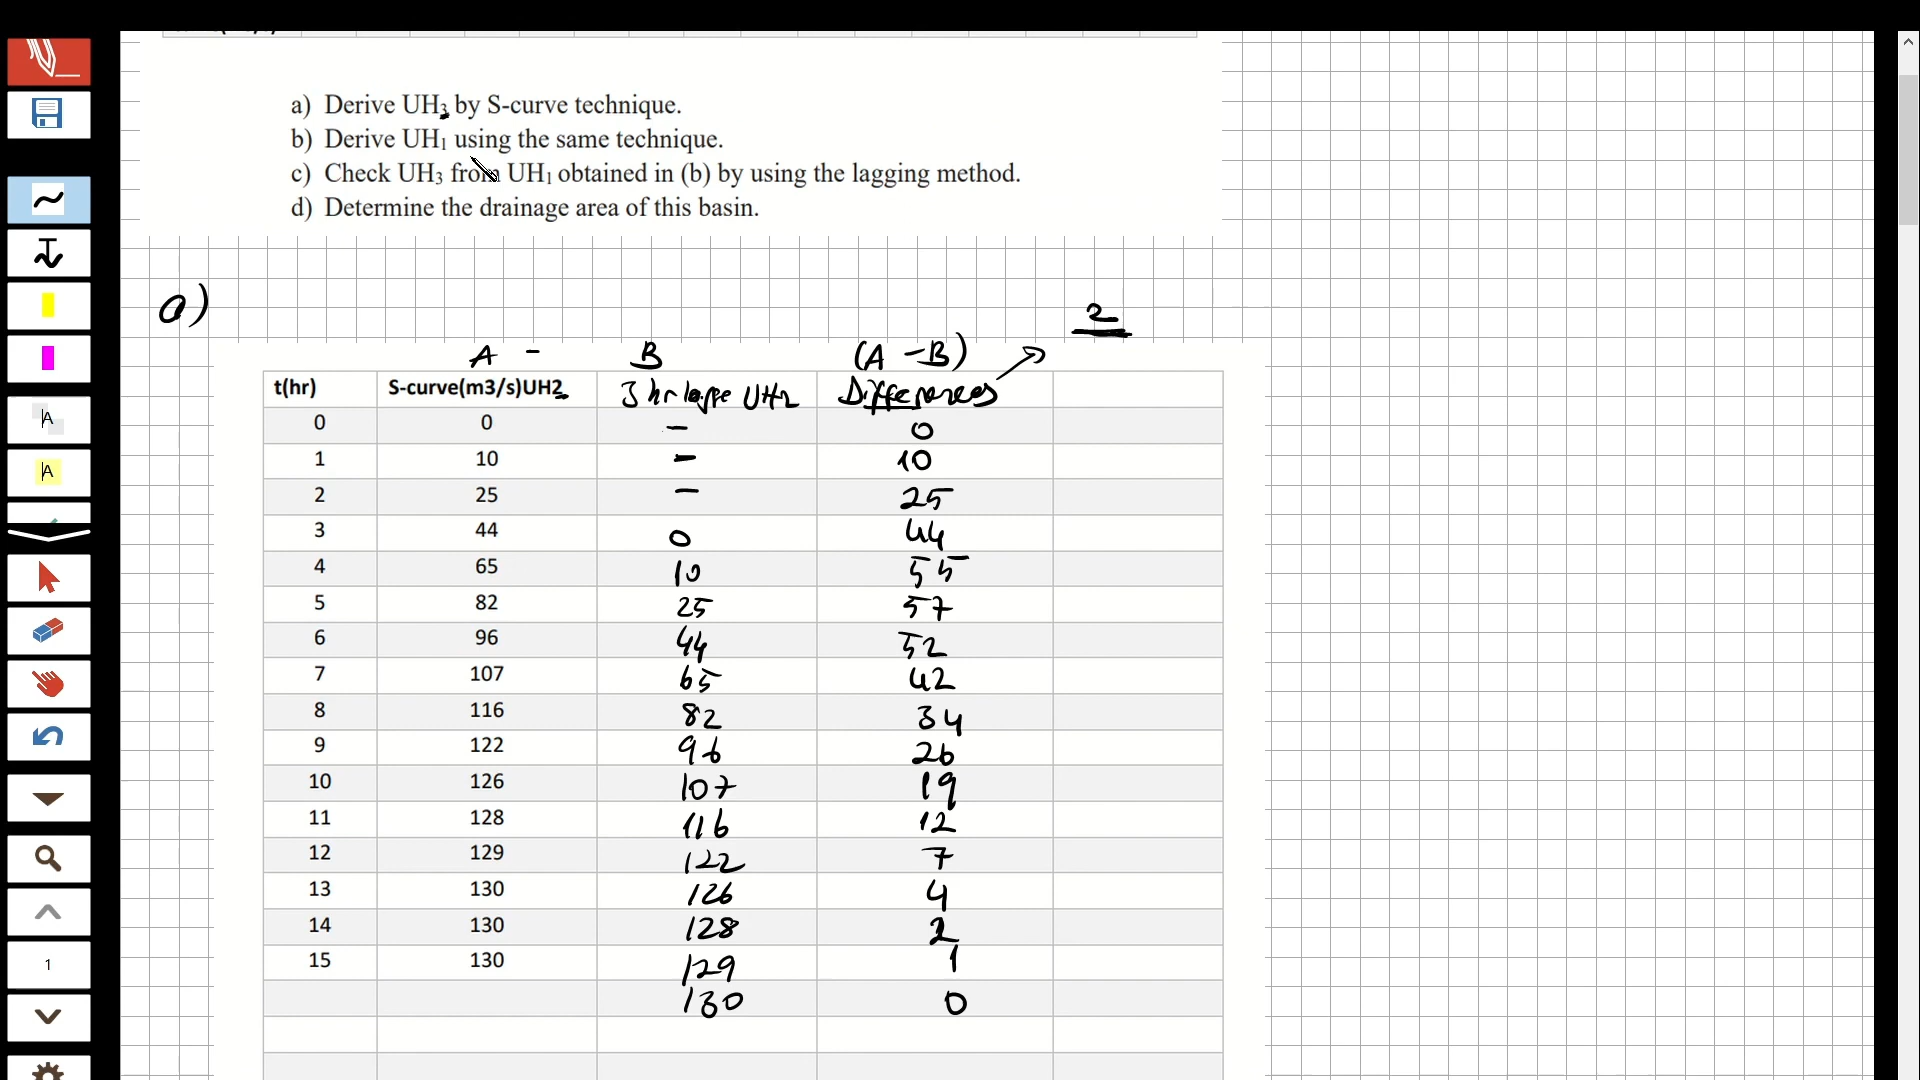 a) Derive UH3 by S-curve technique.
b) Derive UH1 using the same technique.
c) Check UH3 from UH1 obtained in (b) by using the lagging method.
d) Determine the drainage area of this basin.
a)
2
A - B (A - B)
t(hr) S-curve(m3/s)UH2 3 hr UH2 Differences
0 0 - 0
1 10 - 10
2 25 - 25
3 44 0 44
4 65 10 55
5 82 25 57
6 96 44 52
7 107 65 42
8 116 82 34
9 122 96 26
10 126 107 19
11 128 116 12
12 129 122 7
13 130 126 4
14 130 128 2
15 130 129 1
130 0
A
A
1